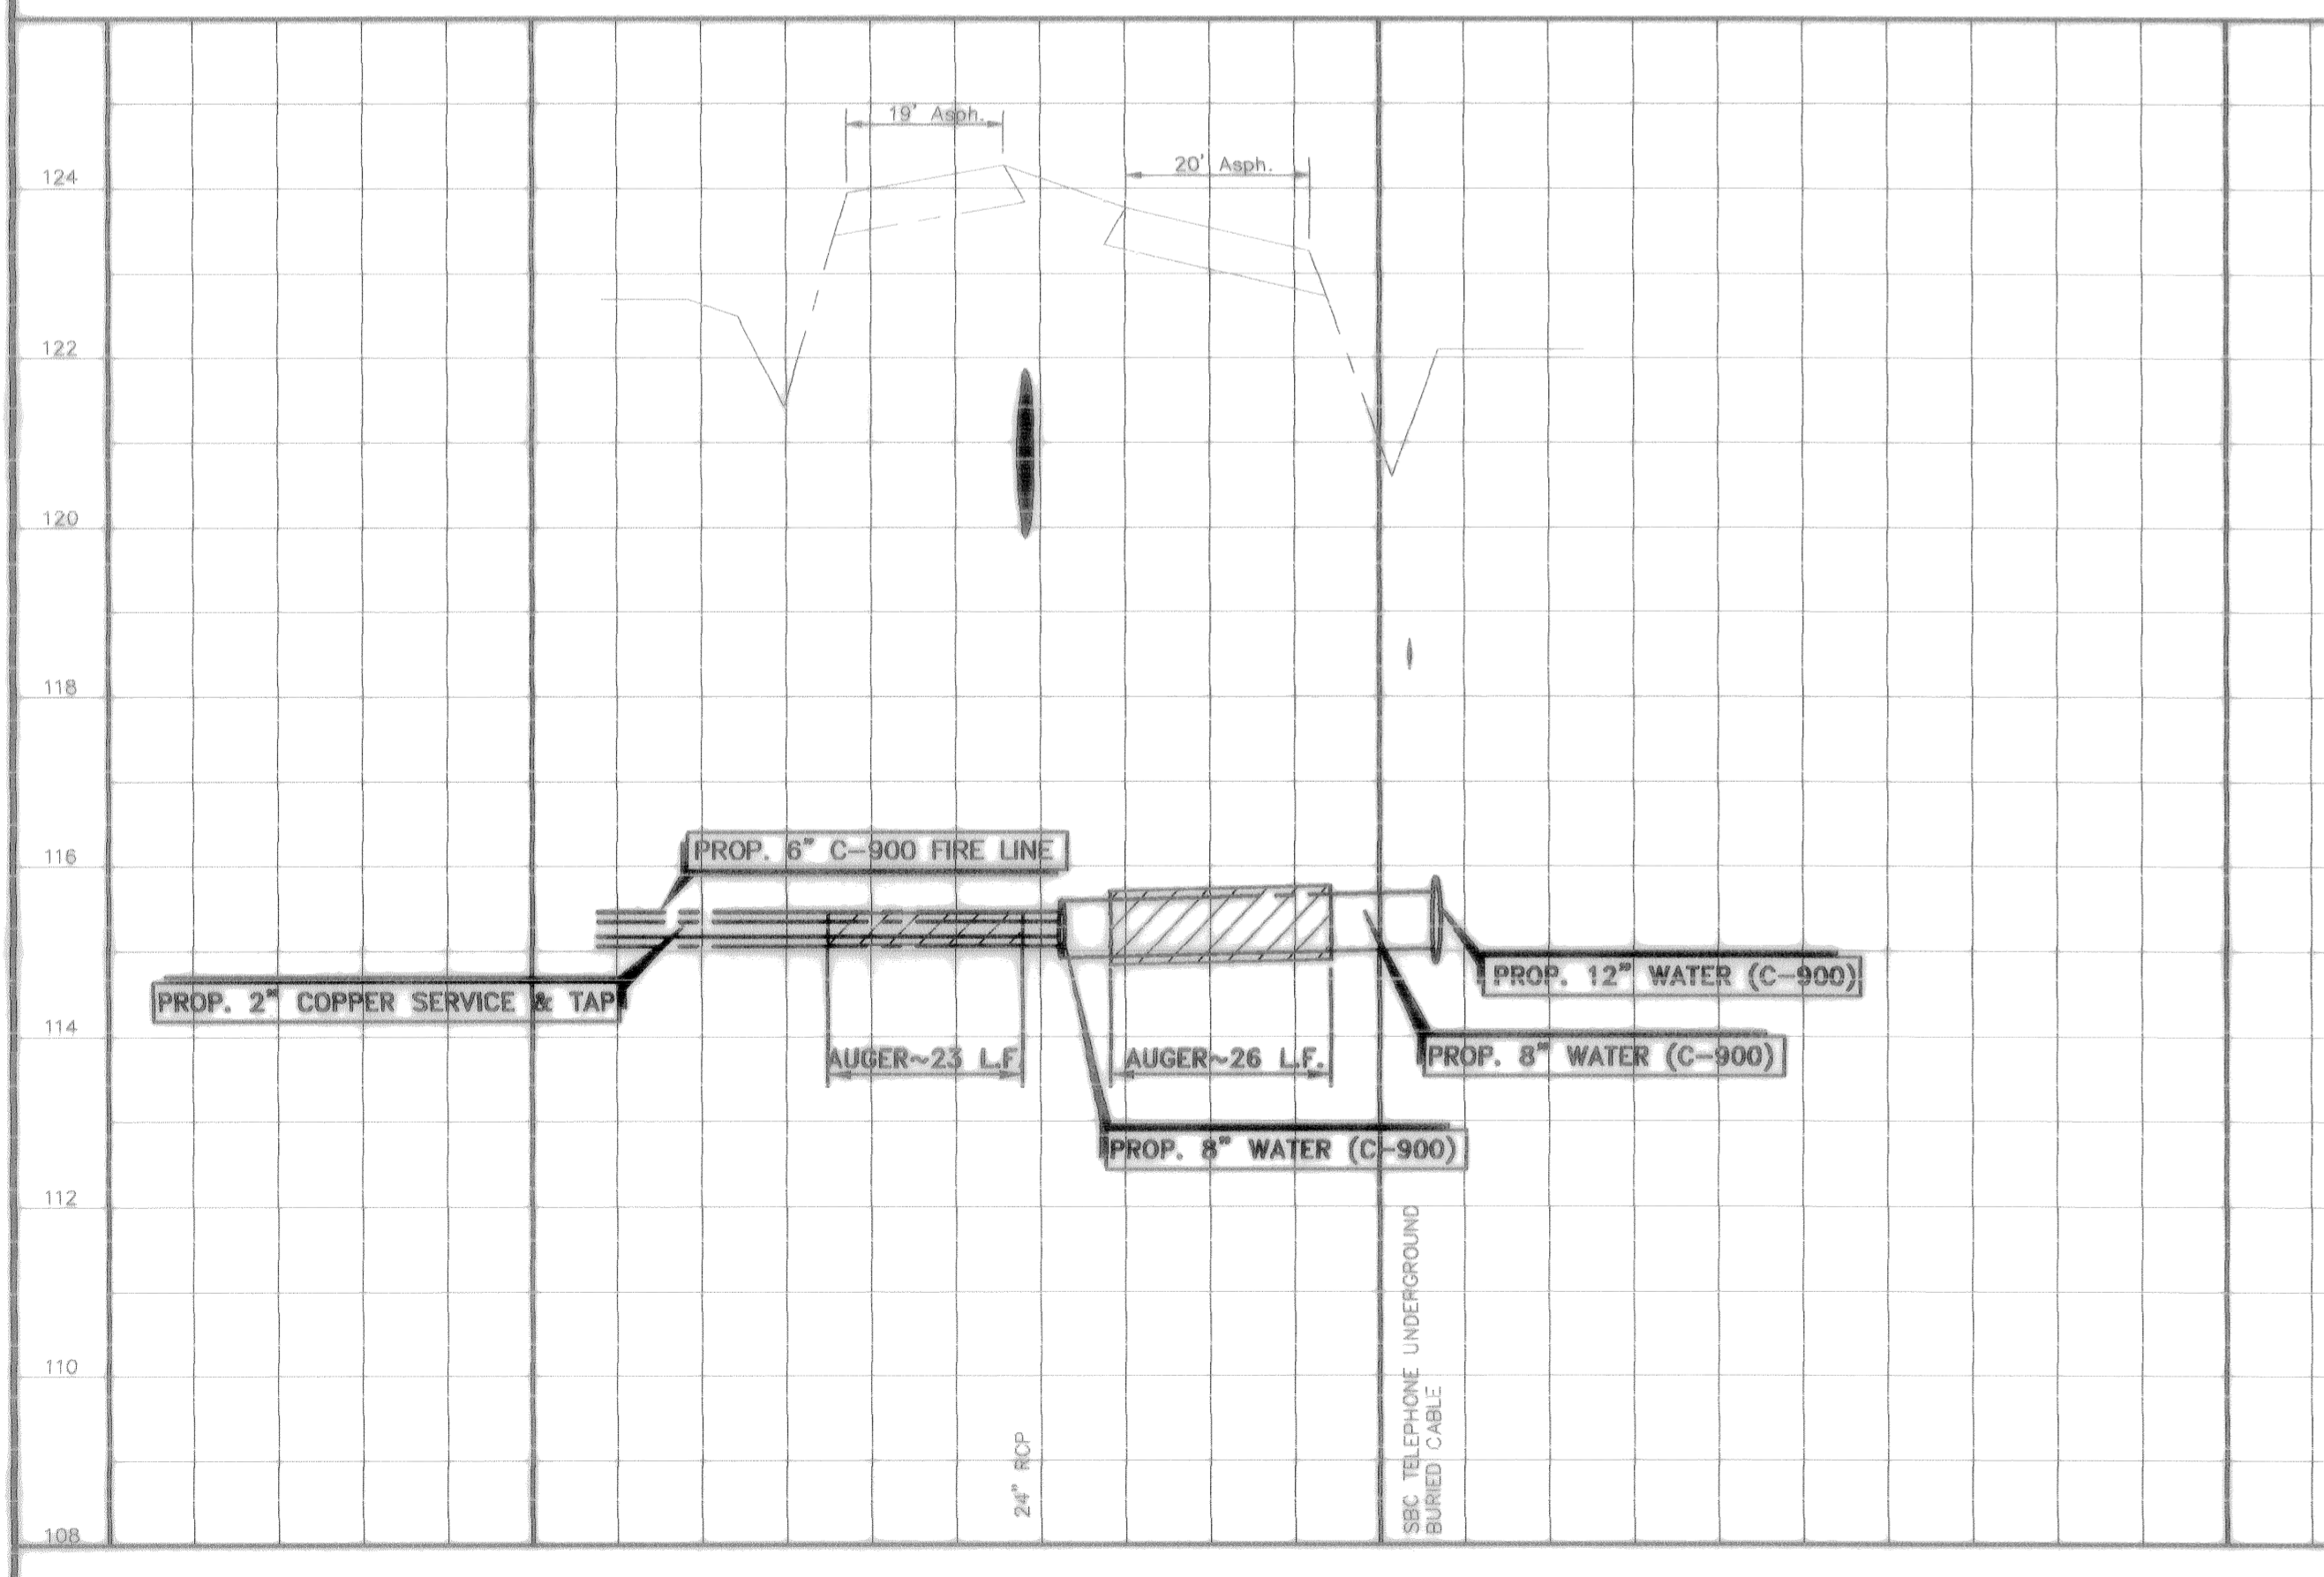 19' Asph.
20' Asph.
124
122
120
118
116
PROP. 6" C-900 FIRE LINE
PROP. 12" WATER (C-900)
PROP. 2" COPPER SERVICE & TAP
114
AUGER~23 L.F.
AUGER~26 L.F.
PROP. 8" WATER (C-900)
PROP. 8" WATER (C-900)
112
110
108
24" RCP
SBC TELEPHONE UNDERGROUND
BURIED CABLE